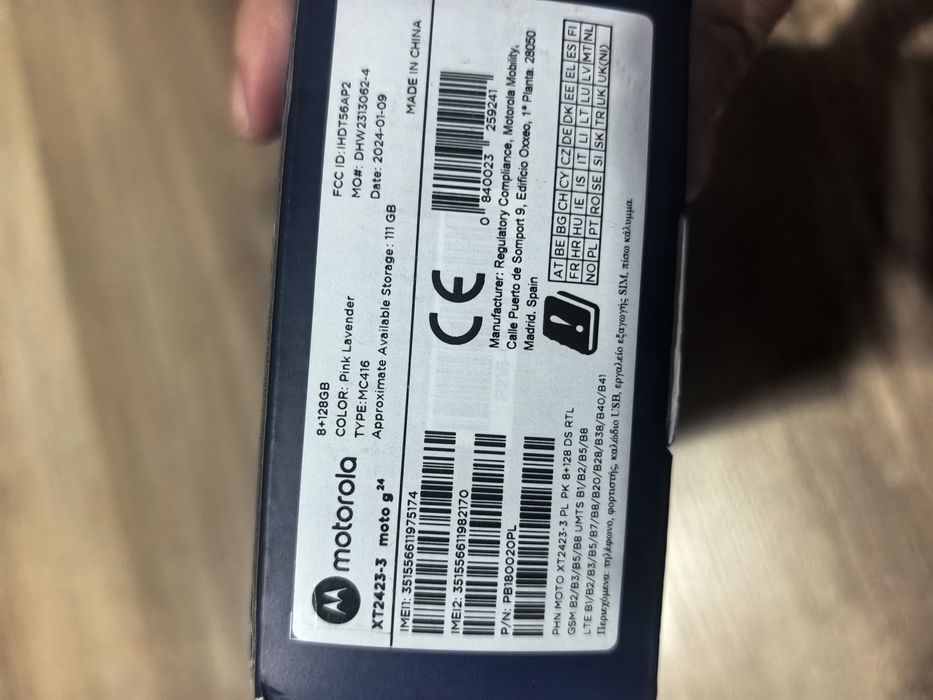 motorola
XT2423-3 moto g24
8+128GB
COLOR: Pink Lavender
TYPE:MC416
Approximate Available Storage: 111 GB
FCC ID: IHDT56AP2
MO#: DHW2313062-4
Date: 2024-01-09
MADE IN CHINA
IMEI1: 351556611975174
IMEI2: 351556611982170
P/N: PB180020PL
CE
0 840023 259241
Manufacturer: Regulatory Compliance, Motorola Mobility,
Calle Puerto de Somport 9, Edificio Oxxeo, 1ª Planta. 28050
Madrid. Spain
AT BE BG CH CY CZ DE DK EE EL ES FI
FR HR HU IE IS IT LI LT LU LV MT NL
NO PL PT RO SE SI SK TR UK UK(NI)
PHN MOTO XT2423-3 PL PK 8+128 DS RTL
GSM B2/B3/B5/B8 UMTS B1/B2/B5/B8
LTE B1/B2/B3/B5/B7/B8/B20/B28/B38/B40/B41
Περιεχόμενα: τηλέφωνο, φορτιστής, καλώδιο USB, εργαλείο εξαγωγής SIM, πίσω κάλυμμα